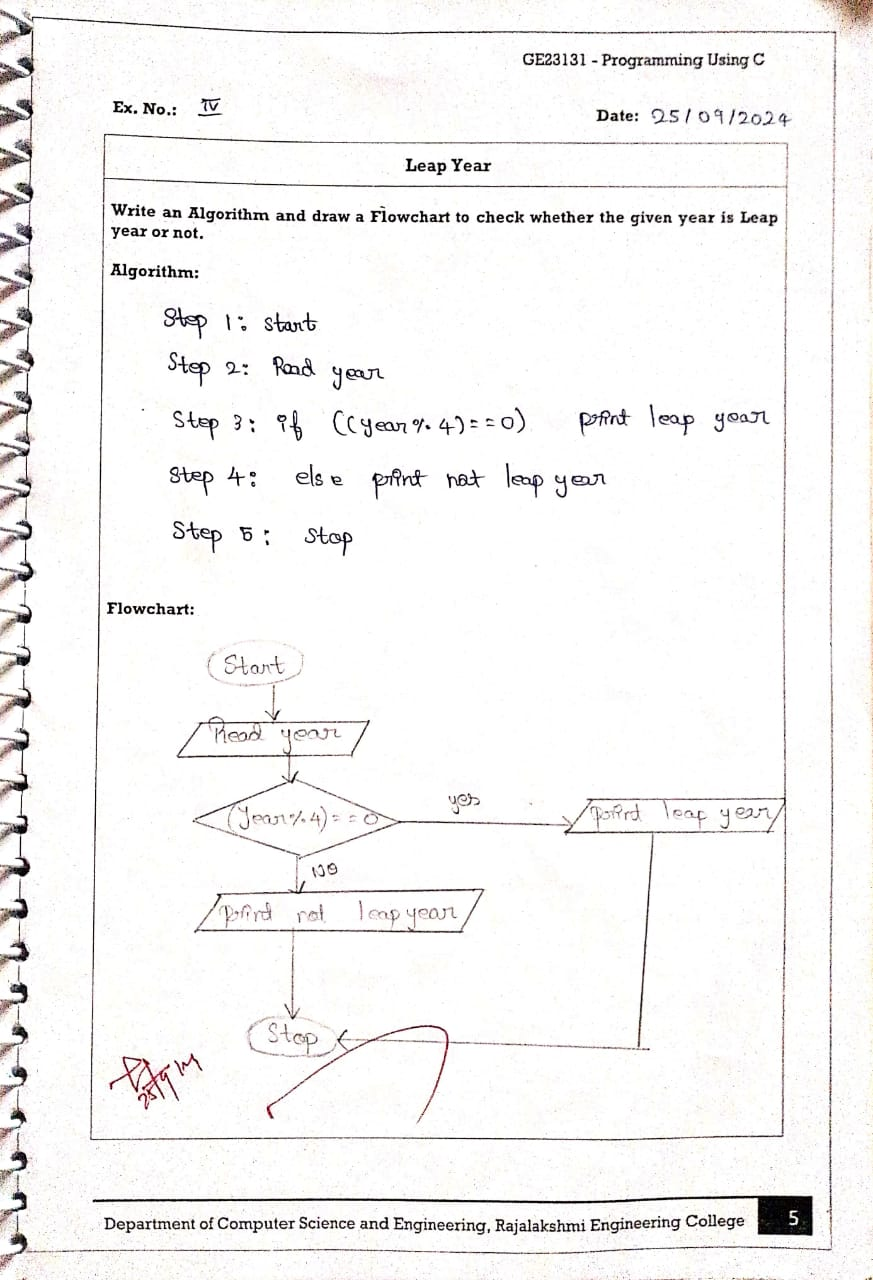 GE23131 - Programming Using C
Ex. No.: IV
Date: 25/09/2024
Leap Year
Write an Algorithm and draw a Flowchart to check whether the given year is Leap
year or not.
Algorithm:
Step 1: start
Step 2: Read year
Step 3: if ((year % 4) = = 0) print leap year
Step 4: else print not leap year
Step 5: stop
Flowchart:
Start
Read year
(Year % 4) = = 0
yes
print leap year
NO
print not leap year
Stop
Department of Computer Science and Engineering, Rajalakshmi Engineering College
5